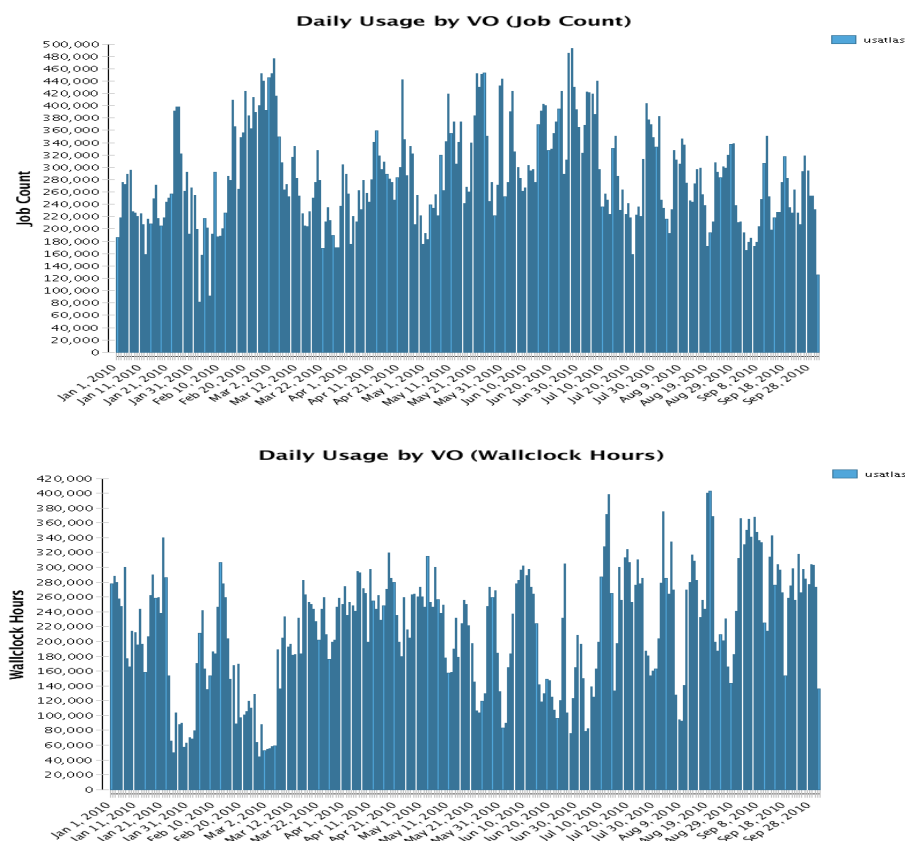 Daily Usage by VO (Job Count)
usatlas
Job Count
500,000
480,000
460,000
440,000
420,000
400,000
380,000
360,000
340,000
320,000
300,000
280,000
260,000
240,000
220,000
200,000
180,000
160,000
140,000
120,000
100,000
80,000
60,000
40,000
20,000
0
Jan 1, 2010
Jan 11, 2010
Jan 21, 2010
Jan 31, 2010
Feb 10, 2010
Feb 20, 2010
Mar 2, 2010
Mar 12, 2010
Mar 22, 2010
Apr 1, 2010
Apr 11, 2010
Apr 21, 2010
May 1, 2010
May 11, 2010
May 21, 2010
May 31, 2010
Jun 10, 2010
Jun 20, 2010
Jun 30, 2010
Jul 10, 2010
Jul 20, 2010
Jul 30, 2010
Aug 9, 2010
Aug 19, 2010
Aug 29, 2010
Sep 8, 2010
Sep 18, 2010
Sep 28, 2010
Daily Usage by VO (Wallclock Hours)
usatlas
Wallclock Hours
420,000
400,000
380,000
360,000
340,000
320,000
300,000
280,000
260,000
240,000
220,000
200,000
180,000
160,000
140,000
120,000
100,000
80,000
60,000
40,000
20,000
0
Jan 1, 2010
Jan 11, 2010
Jan 21, 2010
Jan 31, 2010
Feb 10, 2010
Feb 20, 2010
Mar 2, 2010
Mar 12, 2010
Mar 22, 2010
Apr 1, 2010
Apr 11, 2010
Apr 21, 2010
May 1, 2010
May 11, 2010
May 21, 2010
May 31, 2010
Jun 10, 2010
Jun 20, 2010
Jun 30, 2010
Jul 10, 2010
Jul 20, 2010
Jul 30, 2010
Aug 9, 2010
Aug 19, 2010
Aug 29, 2010
Sep 8, 2010
Sep 18, 2010
Sep 28, 2010